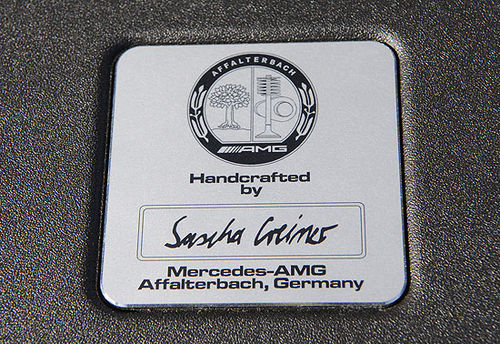 AFFALTERBACH
AMG
Handcrafted
by
Sascha Greiner
Mercedes-AMG
Affalterbach, Germany